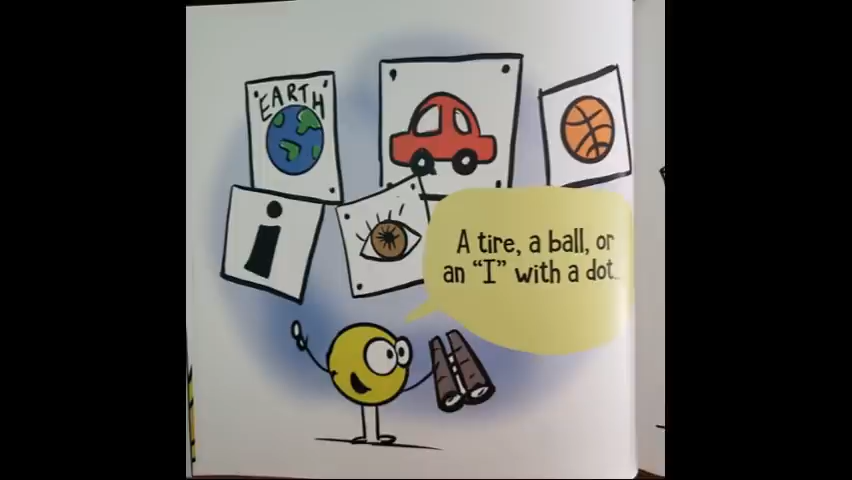 EARTH
i
A tire, a ball, or
an “I” with a dot...